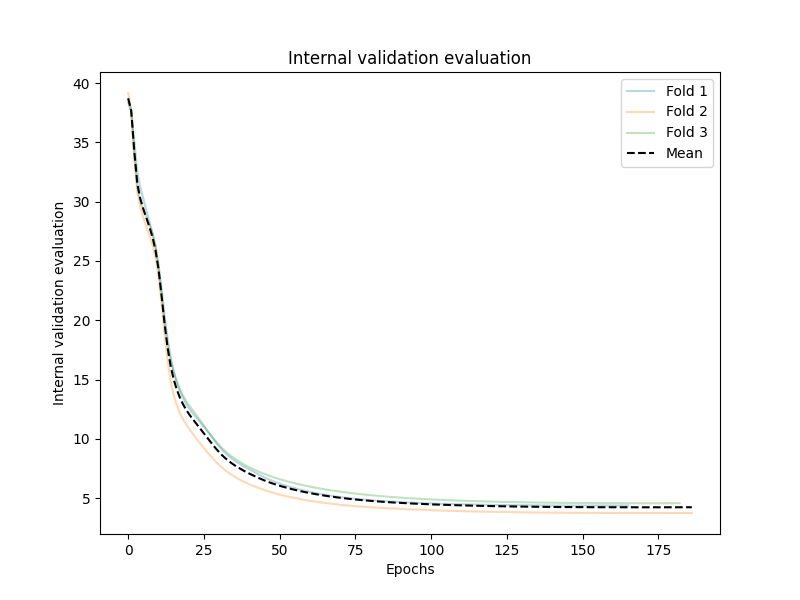 Internal validation evaluation
Fold 1
Fold 2
Fold 3
Mean
Internal validation evaluation
40
35
30
25
20
15
10
5
0 25 50 75 100 125 150 175
Epochs